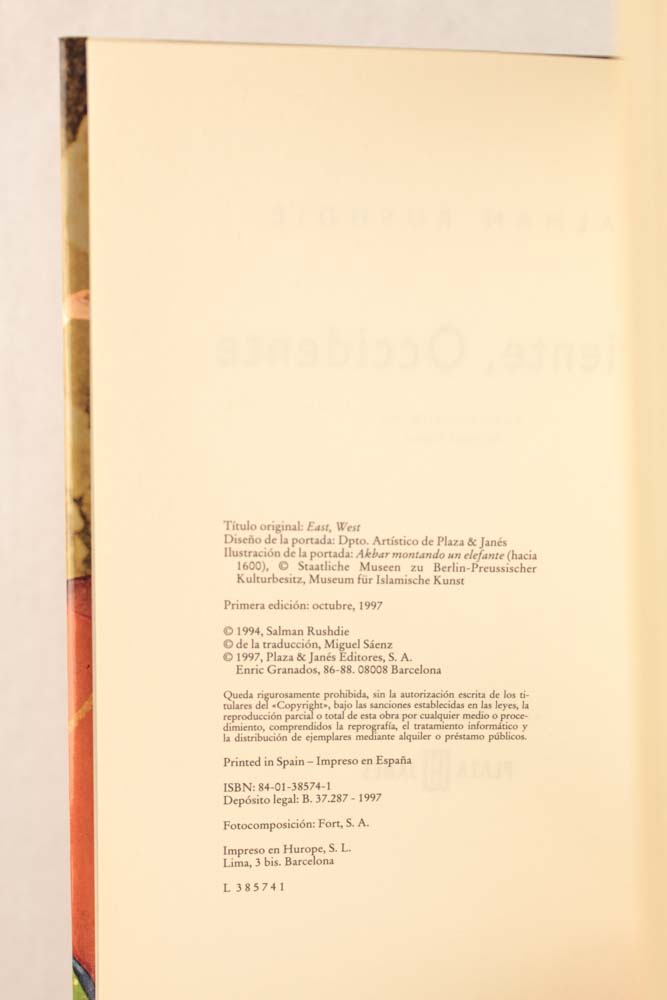 Título original: East, West
Diseño de la portada: Dpto. Artístico de Plaza & Janés
Ilustración de la portada: Akbar montando un elefante (hacia
1600), © Staatliche Museen zu Berlin-Preussischer
Kulturbesitz, Museum für Islamische Kunst
Primera edición: octubre, 1997
© 1994, Salman Rushdie
© de la traducción, Miguel Sáenz
© 1997, Plaza & Janés Editores, S. A.
Enric Granados, 86-88. 08008 Barcelona
Queda rigurosamente prohibida, sin la autorización escrita de los ti-
tulares del «Copyright», bajo las sanciones establecidas en las leyes, la
reproducción parcial o total de esta obra por cualquier medio o proce-
dimiento, comprendidos la reprografía, el tratamiento informático y
la distribución de ejemplares mediante alquiler o préstamo públicos.
Printed in Spain – Impreso en España
ISBN: 84-01-38574-1
Depósito legal: B. 37.287 - 1997
Fotocomposición: Fort, S. A.
Impreso en Hurope, S. L.
Lima, 3 bis. Barcelona
L 385741